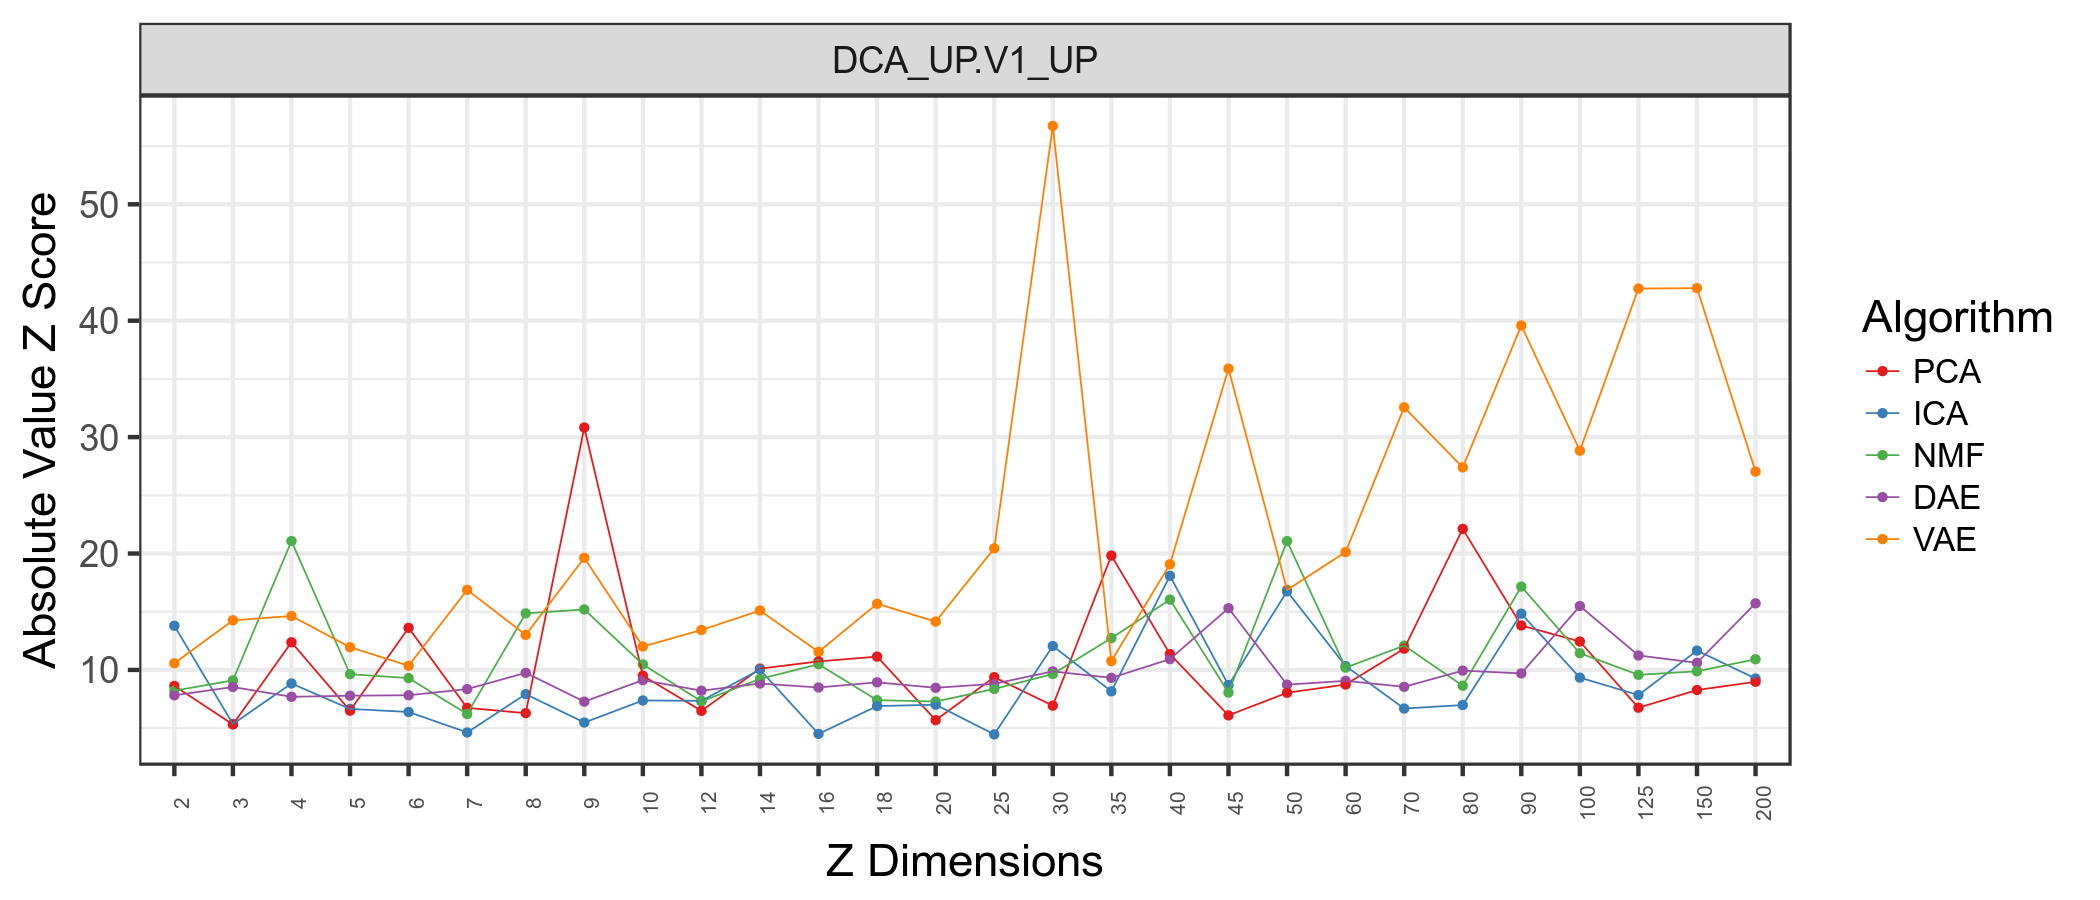 DCA_UP.V1_UP
Absolute Value Z Score
50
40
30
20
10
2 3 4 5 6 7 8 9 10 12 14 16 18 20 25 30 35 40 45 50 60 70 80 90 100 125 150 200
Z Dimensions
Algorithm
PCA
ICA
NMF
DAE
VAE